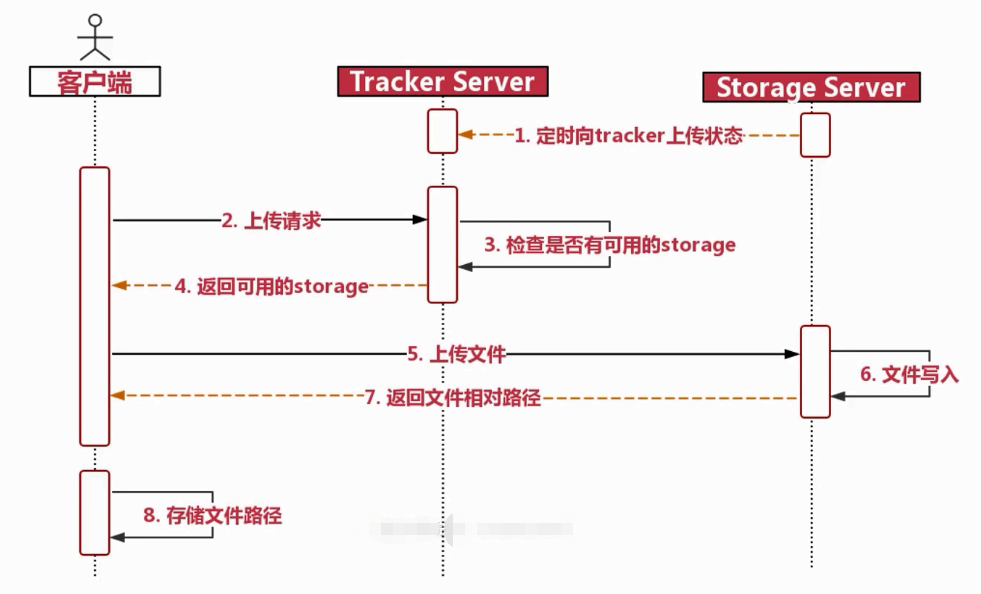 客户端
Tracker Server
Storage Server
1. 定时向tracker上传状态
2. 上传请求
3. 检查是否有可用的storage
4. 返回可用的storage
5. 上传文件
6. 文件写入
7. 返回文件相对路径
8. 存储文件路径